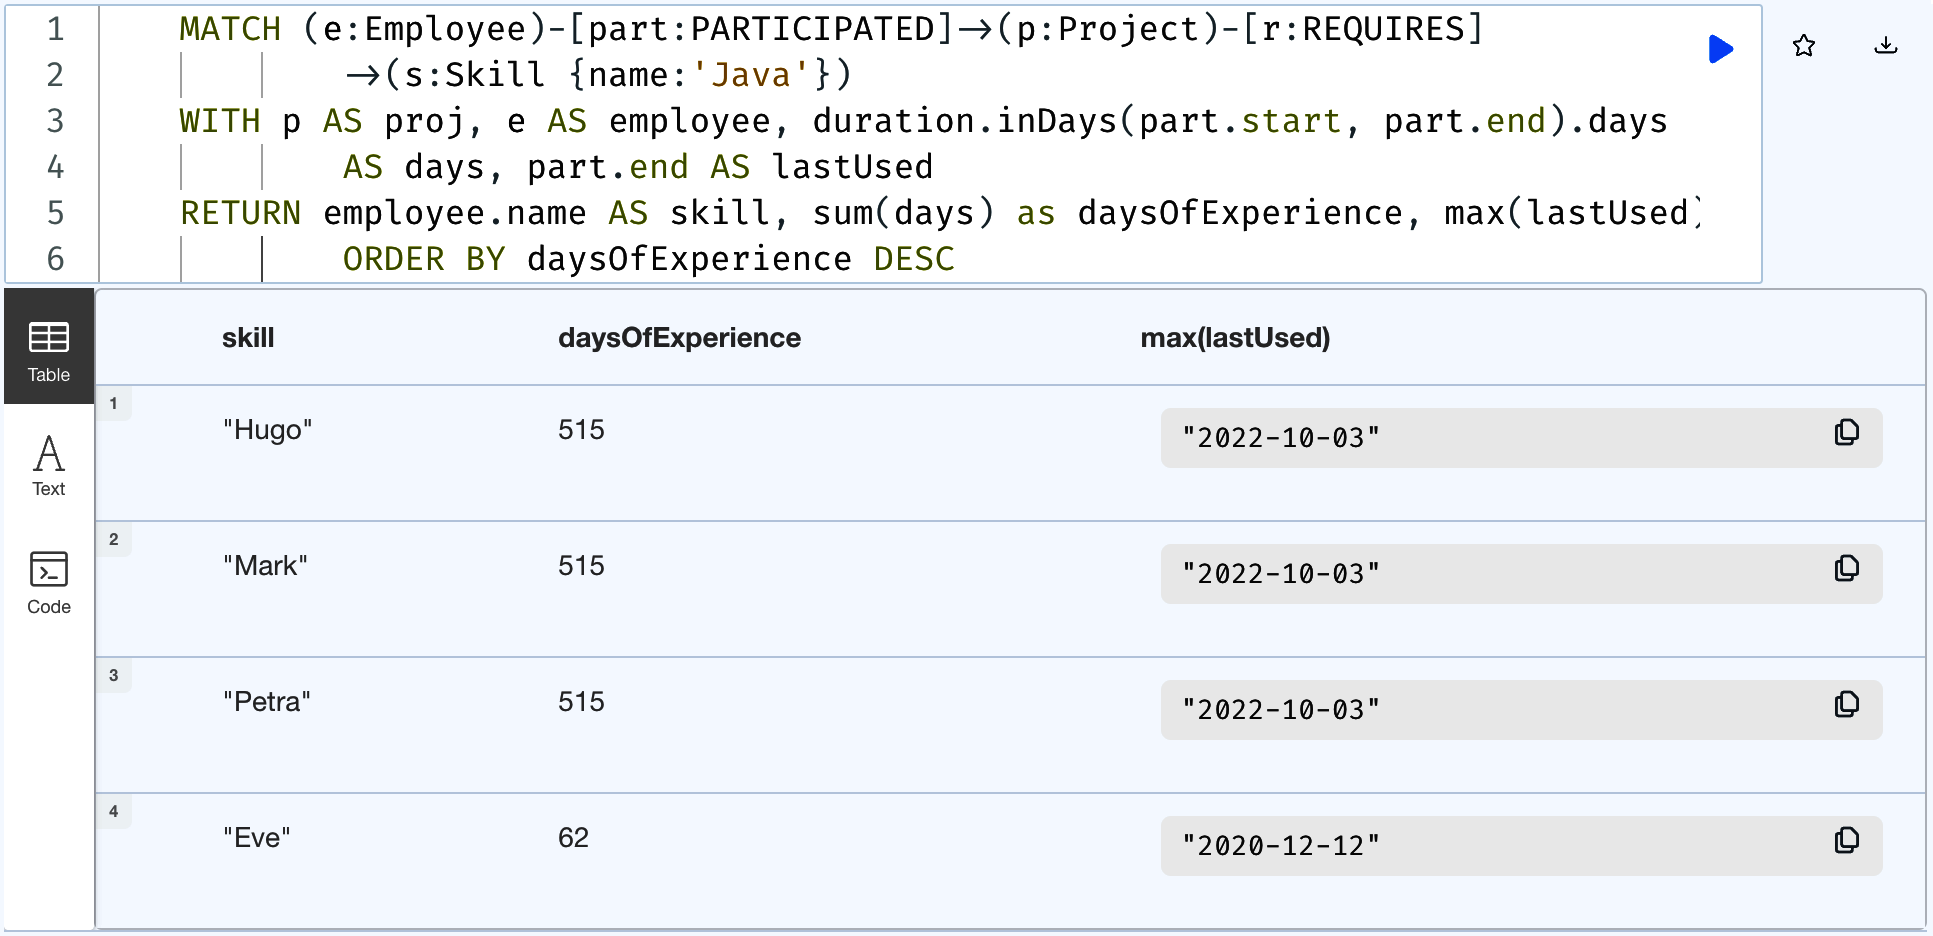 1 MATCH (e:Employee)-[part:PARTICIPATED]->(p:Project)-[r:REQUIRES]
2 ->(s:Skill {name:'Java'})
3 WITH p AS proj, e AS employee, duration.inDays(part.start, part.end).days
4 AS days, part.end AS lastUsed
5 RETURN employee.name AS skill, sum(days) as daysOfExperience, max(lastUsed)
6 ORDER BY daysOfExperience DESC
Table
Text
Code
skill daysOfExperience max(lastUsed)
1 "Hugo" 515 "2022-10-03"
2 "Mark" 515 "2022-10-03"
3 "Petra" 515 "2022-10-03"
4 "Eve" 62 "2020-12-12"